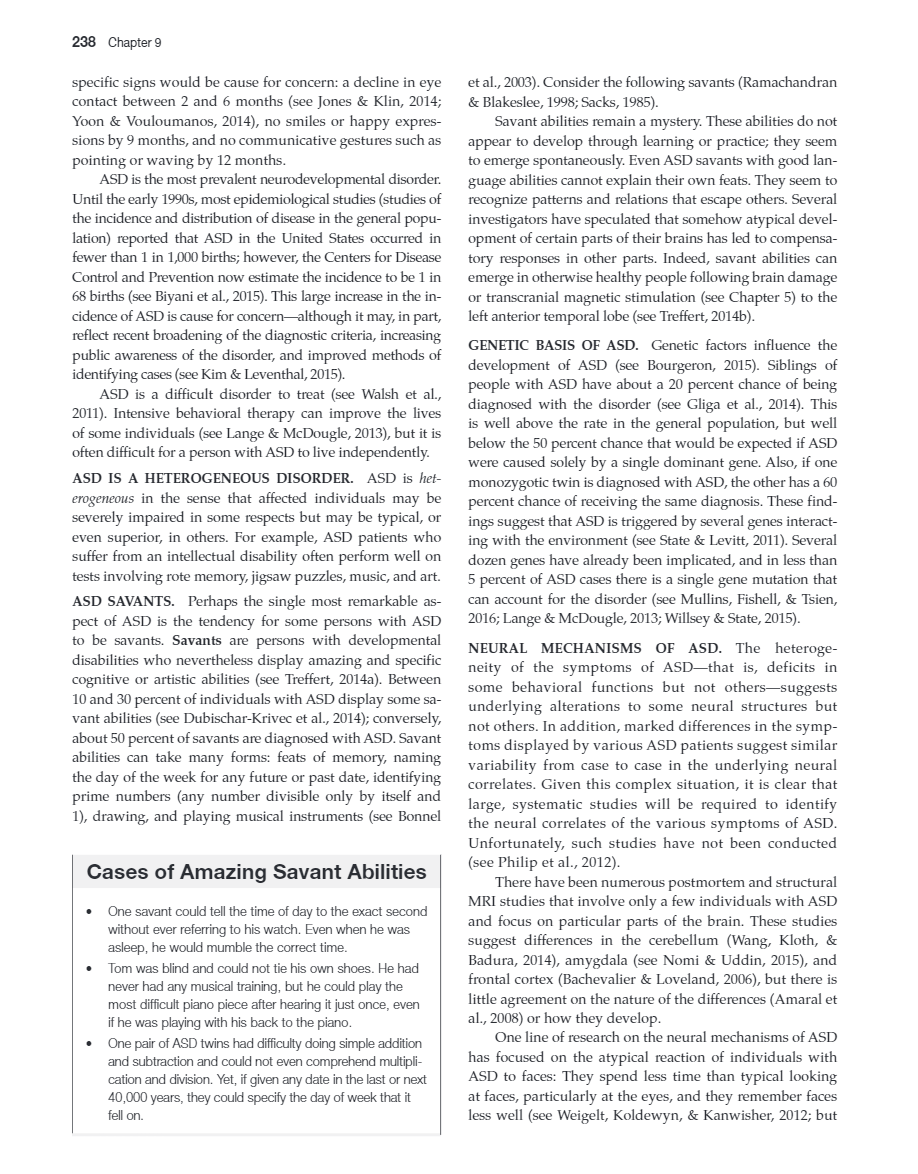 238 Chapter 9
specific signs would be cause for concern: a decline in eye
contact between 2 and 6 months (see Jones & Klin, 2014;
Yoon & Vouloumanos, 2014), no smiles or happy expres-
sions by 9 months, and no communicative gestures such as
pointing or waving by 12 months.
ASD is the most prevalent neurodevelopmental disorder.
Until the early 1990s, most epidemiological studies (studies of
the incidence and distribution of disease in the general popu-
lation) reported that ASD in the United States occurred in
fewer than 1 in 1,000 births; however, the Centers for Disease
Control and Prevention now estimate the incidence to be 1 in
68 births (see Biyani et al., 2015). This large increase in the in-
cidence of ASD is cause for concern—although it may, in part,
reflect recent broadening of the diagnostic criteria, increasing
public awareness of the disorder, and improved methods of
identifying cases (see Kim & Leventhal, 2015).
ASD is a difficult disorder to treat (see Walsh et al.,
2011). Intensive behavioral therapy can improve the lives
of some individuals (see Lange & McDougle, 2013), but it is
often difficult for a person with ASD to live independently.
ASD IS A HETEROGENEOUS DISORDER. ASD is het-
erogeneous in the sense that affected individuals may be
severely impaired in some respects but may be typical, or
even superior, in others. For example, ASD patients who
suffer from an intellectual disability often perform well on
tests involving rote memory, jigsaw puzzles, music, and art.
ASD SAVANTS. Perhaps the single most remarkable as-
pect of ASD is the tendency for some persons with ASD
to be savants. Savants are persons with developmental
disabilities who nevertheless display amazing and specific
cognitive or artistic abilities (see Treffert, 2014a). Between
10 and 30 percent of individuals with ASD display some sa-
vant abilities (see Dubischar-Krivec et al., 2014); conversely,
about 50 percent of savants are diagnosed with ASD. Savant
abilities can take many forms: feats of memory, naming
the day of the week for any future or past date, identifying
prime numbers (any number divisible only by itself and
1), drawing, and playing musical instruments (see Bonnel
Cases of Amazing Savant Abilities
• One savant could tell the time of day to the exact second
without ever referring to his watch. Even when he was
asleep, he would mumble the correct time.
• Tom was blind and could not tie his own shoes. He had
never had any musical training, but he could play the
most difficult piano piece after hearing it just once, even
if he was playing with his back to the piano.
• One pair of ASD twins had difficulty doing simple addition
and subtraction and could not even comprehend multipli-
cation and division. Yet, if given any date in the last or next
40,000 years, they could specify the day of week that it
fell on.
et al., 2003). Consider the following savants (Ramachandran
& Blakeslee, 1998; Sacks, 1985).
Savant abilities remain a mystery. These abilities do not
appear to develop through learning or practice; they seem
to emerge spontaneously. Even ASD savants with good lan-
guage abilities cannot explain their own feats. They seem to
recognize patterns and relations that escape others. Several
investigators have speculated that somehow atypical devel-
opment of certain parts of their brains has led to compensa-
tory responses in other parts. Indeed, savant abilities can
emerge in otherwise healthy people following brain damage
or transcranial magnetic stimulation (see Chapter 5) to the
left anterior temporal lobe (see Treffert, 2014b).
GENETIC BASIS OF ASD. Genetic factors influence the
development of ASD (see Bourgeron, 2015). Siblings of
people with ASD have about a 20 percent chance of being
diagnosed with the disorder (see Gliga et al., 2014). This
is well above the rate in the general population, but well
below the 50 percent chance that would be expected if ASD
were caused solely by a single dominant gene. Also, if one
monozygotic twin is diagnosed with ASD, the other has a 60
percent chance of receiving the same diagnosis. These find-
ings suggest that ASD is triggered by several genes interact-
ing with the environment (see State & Levitt, 2011). Several
dozen genes have already been implicated, and in less than
5 percent of ASD cases there is a single gene mutation that
can account for the disorder (see Mullins, Fishell, & Tsien,
2016; Lange & McDougle, 2013; Willsey & State, 2015).
NEURAL MECHANISMS OF ASD. The heteroge-
neity of the symptoms of ASD—that is, deficits in
some behavioral functions but not others—suggests
underlying alterations to some neural structures but
not others. In addition, marked differences in the symp-
toms displayed by various ASD patients suggest similar
variability from case to case in the underlying neural
correlates. Given this complex situation, it is clear that
large, systematic studies will be required to identify
the neural correlates of the various symptoms of ASD.
Unfortunately, such studies have not been conducted
(see Philip et al., 2012).
There have been numerous postmortem and structural
MRI studies that involve only a few individuals with ASD
and focus on particular parts of the brain. These studies
suggest differences in the cerebellum (Wang, Kloth, &
Badura, 2014), amygdala (see Nomi & Uddin, 2015), and
frontal cortex (Bachevalier & Loveland, 2006), but there is
little agreement on the nature of the differences (Amaral et
al., 2008) or how they develop.
One line of research on the neural mechanisms of ASD
has focused on the atypical reaction of individuals with
ASD to faces: They spend less time than typical looking
at faces, particularly at the eyes, and they remember faces
less well (see Weigelt, Koldewyn, & Kanwisher, 2012; but